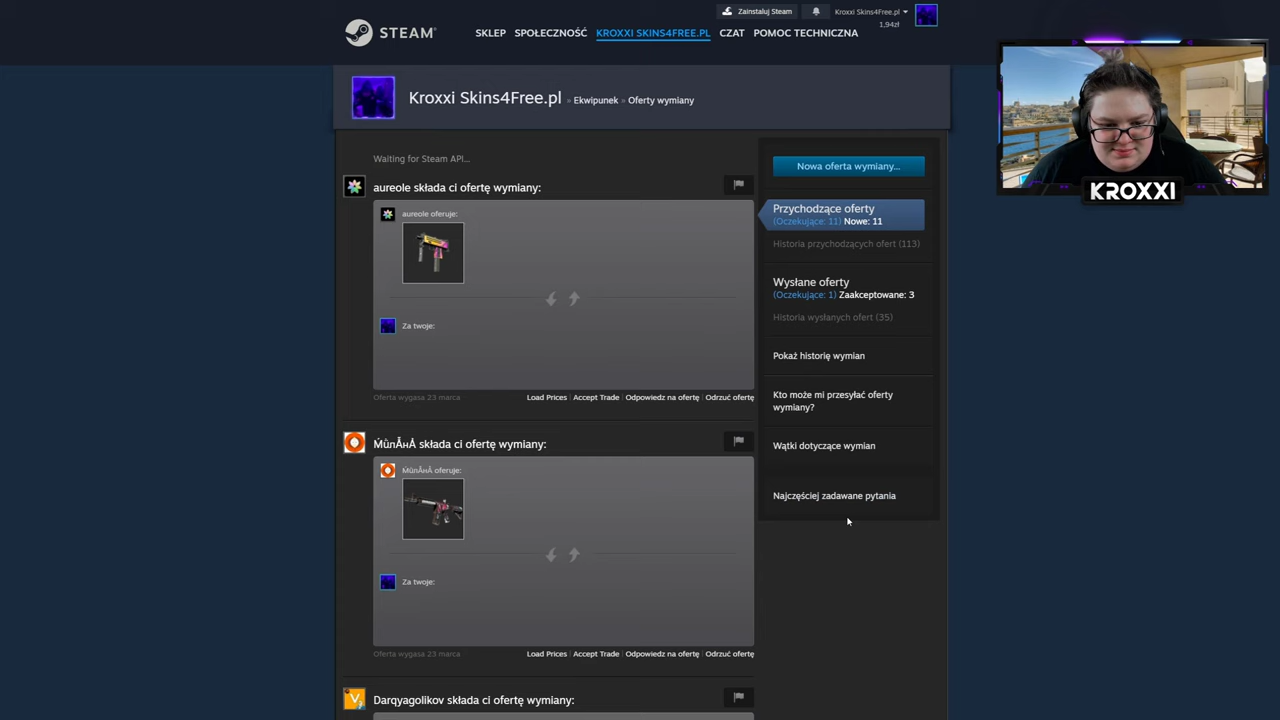 Zainstaluj Steam
Kroxxi Skins4Free.pl
1,94zł
STEAM®
SKLEP SPOŁECZNOŚĆ KROXXI SKINS4FREE.PL CZAT POMOC TECHNICZNA
Kroxxi Skins4Free.pl » Ekwipunek » Oferty wymiany
Waiting for Steam API...
aureole składa ci ofertę wymiany:
aureole oferuje:
Za twoje:
Oferta wygasa 23 marca
Load Prices | Accept Trade | Odpowiedz na ofertę | Odrzuć ofertę
składa ci ofertę wymiany:
oferuje:
Za twoje:
Oferta wygasa 23 marca
Load Prices | Accept Trade | Odpowiedz na ofertę | Odrzuć ofertę
Darqyagolikov składa ci ofertę wymiany:
Nowa oferta wymiany...
Przychodzące oferty
(Oczekujące: 11) Nowe: 11
Historia przychodzących ofert (113)
Wysłane oferty
(Oczekujące: 1) Zaakceptowane: 3
Historia wysłanych ofert (35)
Pokaż historię wymian
Kto może mi przesyłać oferty
wymiany?
Wątki dotyczące wymian
Najczęściej zadawane pytania
KROXXI